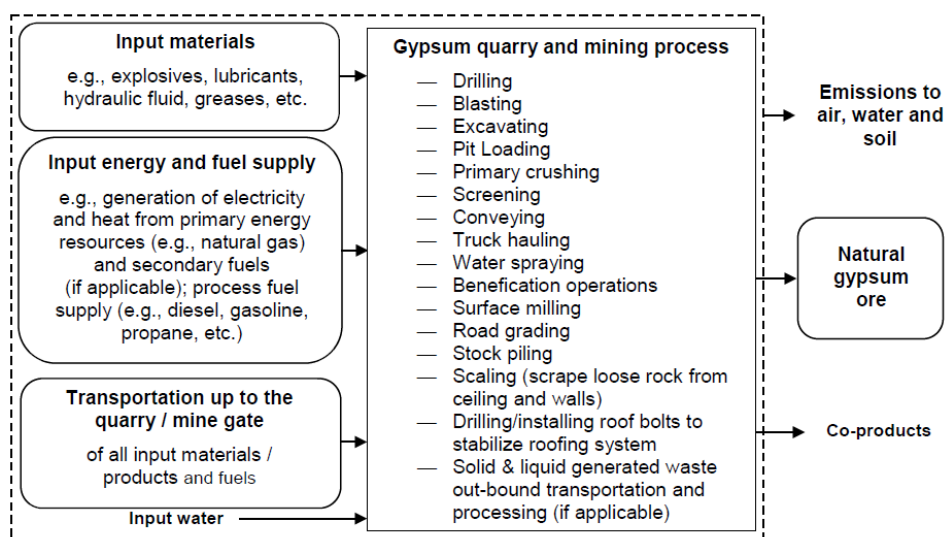 Input materials
e.g., explosives, lubricants,
hydraulic fluid, greases, etc.
Input energy and fuel supply
e.g., generation of electricity
and heat from primary energy
resources (e.g., natural gas)
and secondary fuels
(if applicable); process fuel
supply (e.g., diesel, gasoline,
propane, etc.)
Transportation up to the
quarry / mine gate
of all input materials /
products and fuels
Input water
Gypsum quarry and mining process
— Drilling
— Blasting
— Excavating
— Pit Loading
— Primary crushing
— Screening
— Conveying
— Truck hauling
— Water spraying
— Benefication operations
— Surface milling
— Road grading
— Stock piling
— Scaling (scrape loose rock from
ceiling and walls)
— Drilling/installing roof bolts to
stabilize roofing system
— Solid & liquid generated waste
out-bound transportation and
processing (if applicable)
Emissions to
air, water and
soil
Natural
gypsum
ore
Co-products